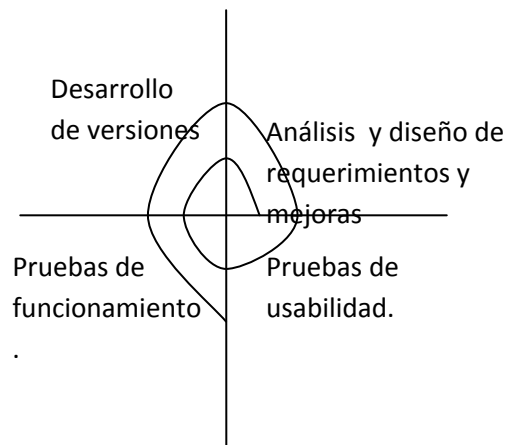 Desarrollo
de versiones
Análisis  y diseño de
requerimientos y
mejoras
Pruebas de
funcionamiento
.
Pruebas de
usabilidad.